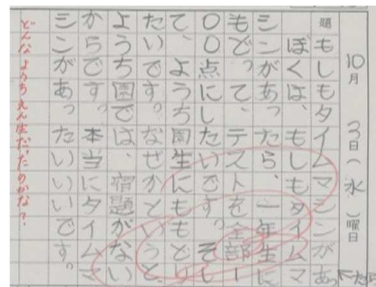 10月3日(水)曜日
題 もしもタイムマシンがあったら
ぼくは、もしもタイムマ
シンがあったら、一年生に
もどって、テストを全部一
〇〇点にしたいです。そし
て、ようち園生にもどり
たいです。なぜかというと、
ようち園では、宿題がない
からです。本当にタイムマ
シンがあったいいいです。
どんなようちえん生だったのかな?